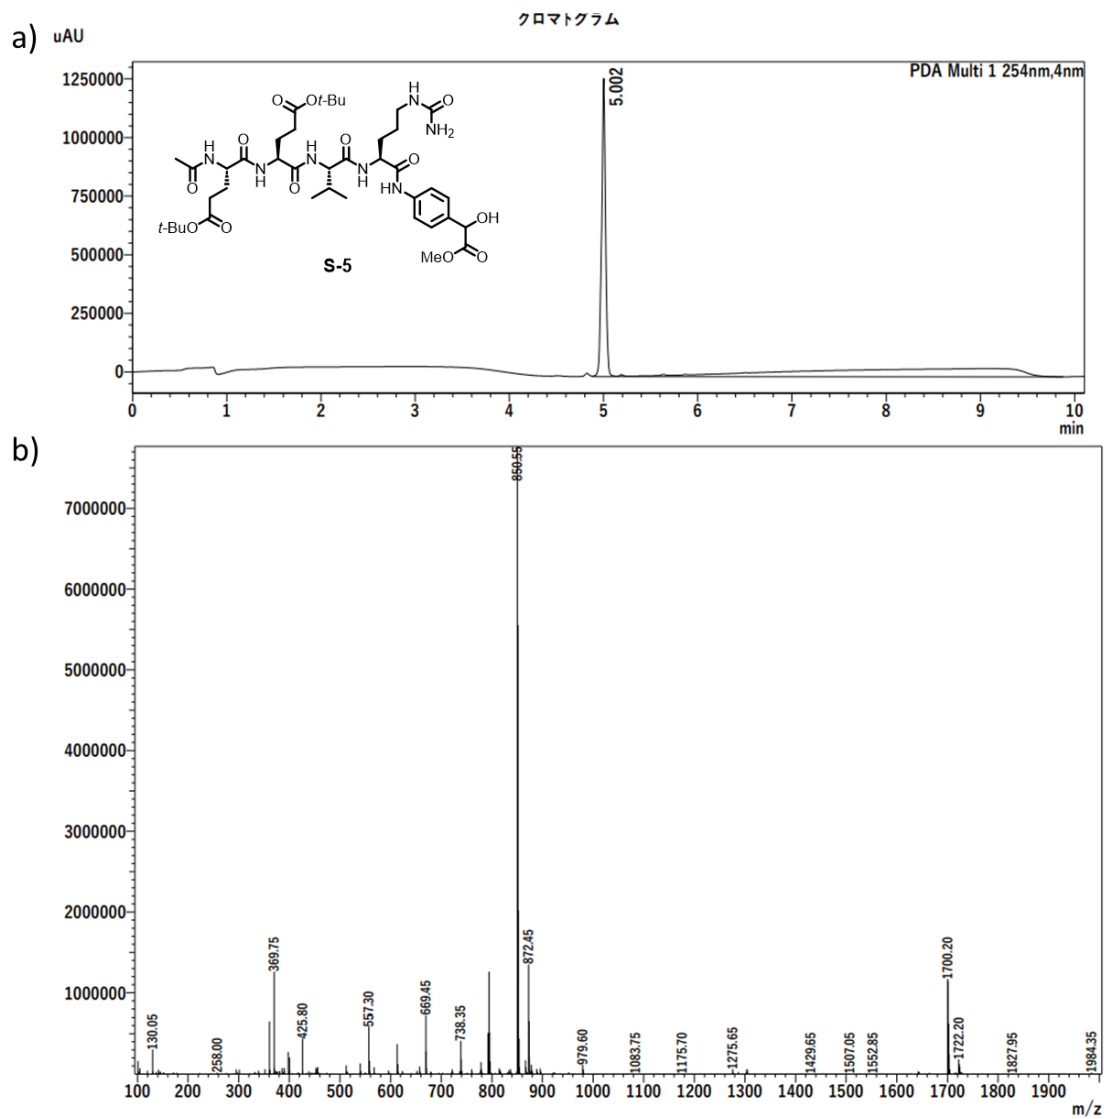 クロマトグラム
a) uAU
PDA Multi 1 254nm,4nm
1250000
1000000
750000
500000
250000
0
5.002
O Ot-Bu
H N O
NH2
H N O H N O O
O N H O N H HN
OH
t-BuO O
MeO O
S-5
0 1 2 3 4 5 6 7 8 9 10
min
b)
7000000
6000000
5000000
4000000
3000000
2000000
1000000
130.05
258.00
369.75
425.80
557.30
669.45
738.35
850.55
872.45
979.60
1083.75
1175.70
1275.65
1429.65
1507.05
1552.85
1700.20
1722.20
1827.95
1984.35
100 200 300 400 500 600 700 800 900 1000 1100 1200 1300 1400 1500 1600 1700 1800 1900
m/z